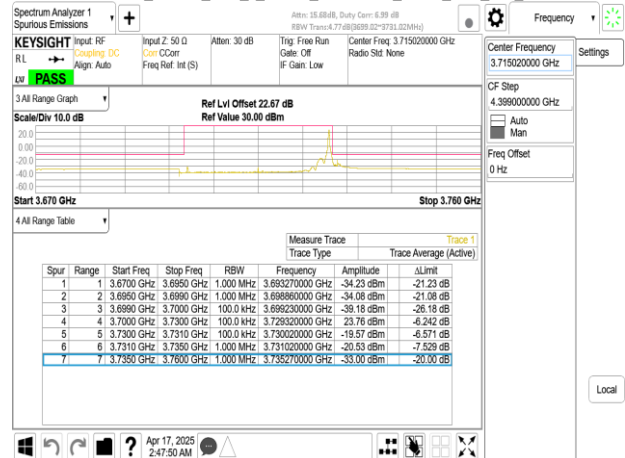 Spectrum Analyzer 1
Spurious Emissions
Attn: 15.68dB, Duty Corr: 6.99 dB
RBW Trans:4.77dB(3699.02~3731.02MHz)
Frequency
KEYSIGHT
RL
LXI
PASS
Input: RF
Coupling: DC
Align: Auto
Input Z: 50 Ω
Corr CCorr
Freq Ref: Int (S)
Atten: 30 dB
Trig: Free Run
Gate: Off
IF Gain: Low
Center Freq: 3.715020000 GHz
Radio Std: None
Center Frequency
3.715020000 GHz
Settings
CF Step
4.399000000 GHz
Auto
Man
Freq Offset
0 Hz
3 All Range Graph
Scale/Div 10.0 dB
Ref Lvl Offset 22.67 dB
Ref Value 30.00 dBm
20.0
0.00
-20.0
-40.0
-60.0
Start 3.670 GHz
Stop 3.760 GHz
4 All Range Table
Measure Trace Trace 1
Trace Type Trace Average (Active)
Spur Range Start Freq Stop Freq RBW Frequency Amplitude ΔLimit
1 1 3.6700 GHz 3.6950 GHz 1.000 MHz 3.693270000 GHz -34.23 dBm -21.23 dB
2 2 3.6950 GHz 3.6990 GHz 1.000 MHz 3.698860000 GHz -34.08 dBm -21.08 dB
3 3 3.6990 GHz 3.7000 GHz 100.0 kHz 3.699230000 GHz -39.18 dBm -26.18 dB
4 4 3.7000 GHz 3.7300 GHz 100.0 kHz 3.729320000 GHz 23.76 dBm -6.242 dB
5 5 3.7300 GHz 3.7310 GHz 100.0 kHz 3.730020000 GHz -19.57 dBm -6.571 dB
6 6 3.7310 GHz 3.7350 GHz 1.000 MHz 3.731020000 GHz -20.53 dBm -7.529 dB
7 7 3.7350 GHz 3.7600 GHz 1.000 MHz 3.735270000 GHz -33.00 dBm -20.00 dB
Local
Apr 17, 2025
2:47:50 AM